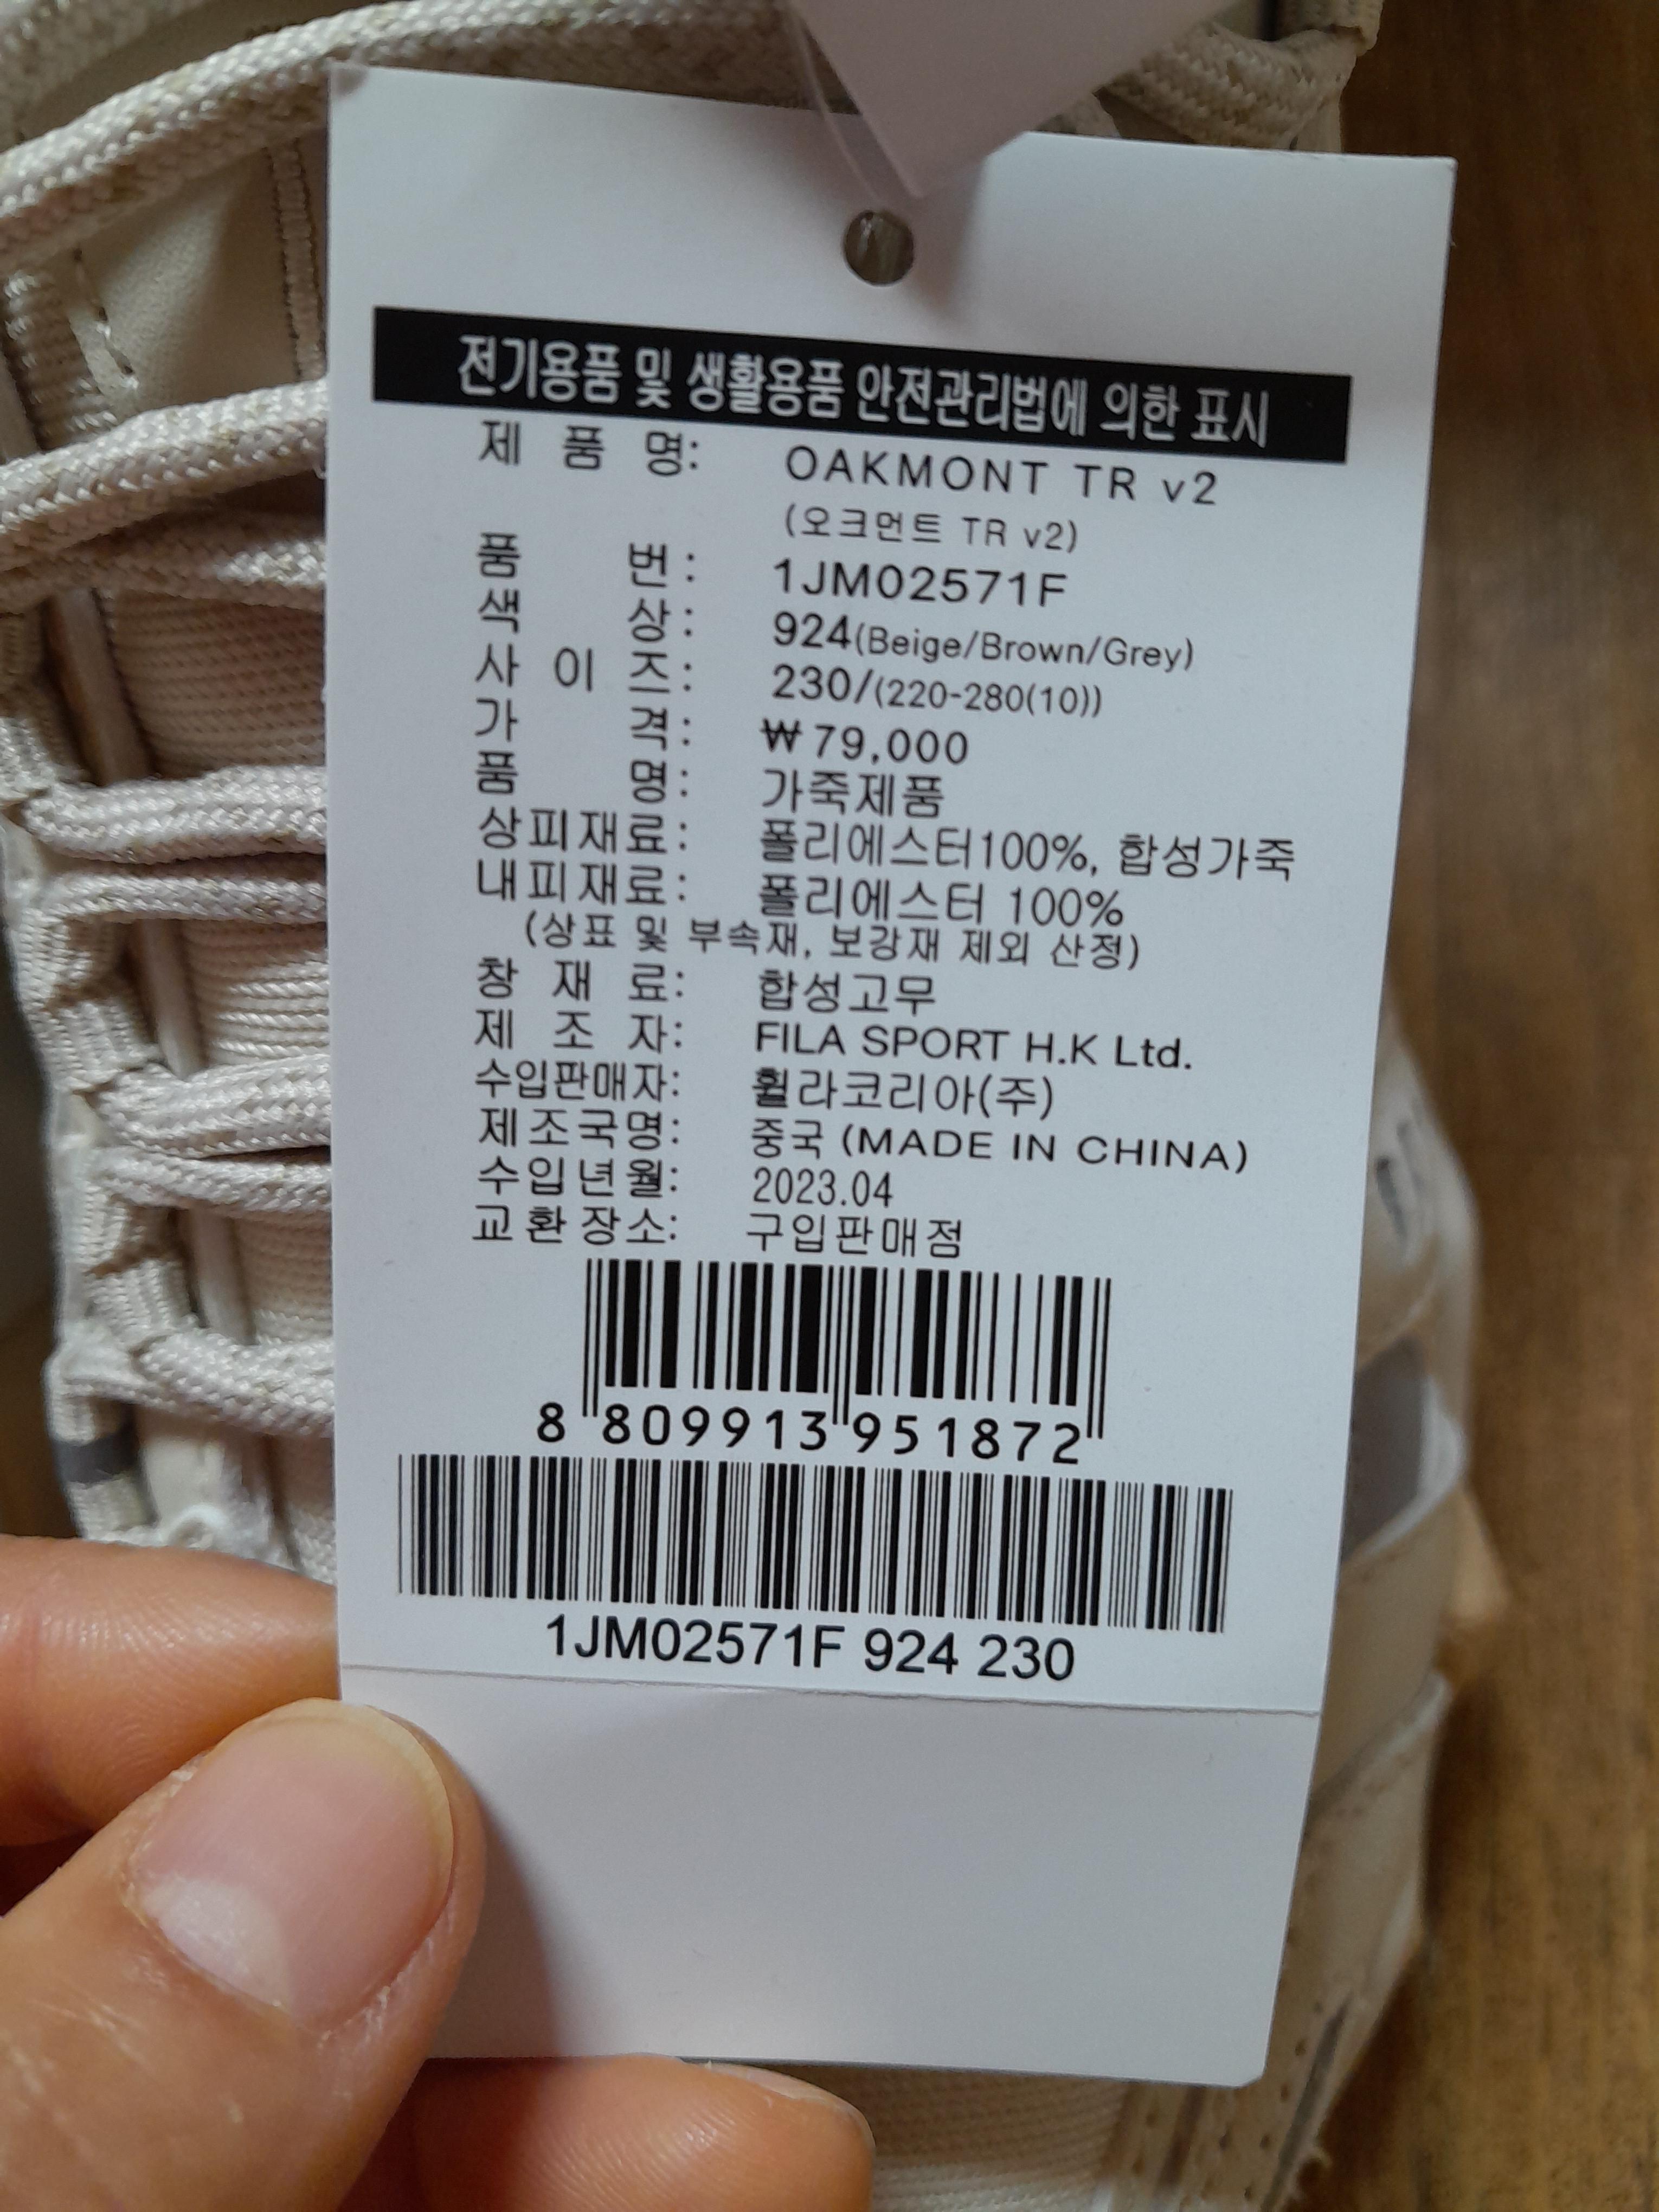 전기용품 및 생활용품 안전관리법에 의한 표시
제 품 명: OAKMONT TR v2
(오크먼트 TR v2)
품 번: 1JM02571F
색 상: 924(Beige/Brown/Grey)
사 이 즈: 230/(220-280(10))
가 격: ₩79,000
품 명: 가죽제품
상피재료: 폴리에스터100%, 합성가죽
내피재료: 폴리에스터 100%
(상표 및 부속재, 보강재 제외 산정)
창 재 료: 합성고무
제 조 자: FILA SPORT H.K Ltd.
수입판매자: 휠라코리아(주)
제조국명: 중국 (MADE IN CHINA)
수입년월: 2023.04
교환장소: 구입판매점
8 809913 951872
1JM02571F 924 230